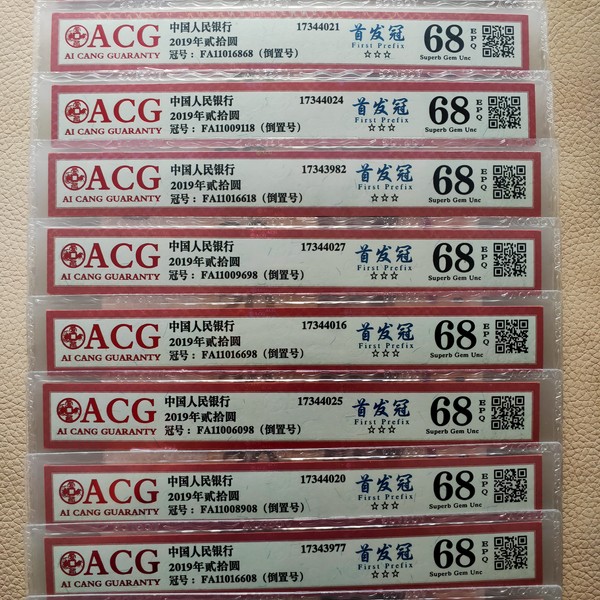 ACG 中国人民银行 17344021 首发冠 68 EPQ
AI CANG GUARANTY 2019年贰拾圆 First Prefix Superb Gem Unc
冠号：FA11016868（倒置号） ☆☆☆
ACG 中国人民银行 17344024 首发冠 68 EPQ
AI CANG GUARANTY 2019年贰拾圆 First Prefix Superb Gem Unc
冠号：FA11009118（倒置号） ☆☆☆
ACG 中国人民银行 17343982 首发冠 68 EPQ
AI CANG GUARANTY 2019年贰拾圆 First Prefix Superb Gem Unc
冠号：FA11016618（倒置号） ☆☆☆
ACG 中国人民银行 17344027 首发冠 68 EPQ
AI CANG GUARANTY 2019年贰拾圆 First Prefix Superb Gem Unc
冠号：FA11009698（倒置号） ☆☆☆
ACG 中国人民银行 17344016 首发冠 68 EPQ
AI CANG GUARANTY 2019年贰拾圆 First Prefix Superb Gem Unc
冠号：FA11016698（倒置号） ☆☆☆
ACG 中国人民银行 17344025 首发冠 68 EPQ
AI CANG GUARANTY 2019年贰拾圆 First Prefix Superb Gem Unc
冠号：FA11006098（倒置号） ☆☆☆
ACG 中国人民银行 17344020 首发冠 68 EPQ
AI CANG GUARANTY 2019年贰拾圆 First Prefix Superb Gem Unc
冠号：FA11008908（倒置号） ☆☆☆
ACG 中国人民银行 17343977 首发冠 68 EPQ
AI CANG GUARANTY 2019年贰拾圆 First Prefix Superb Gem Unc
冠号：FA11016608（倒置号） ☆☆☆